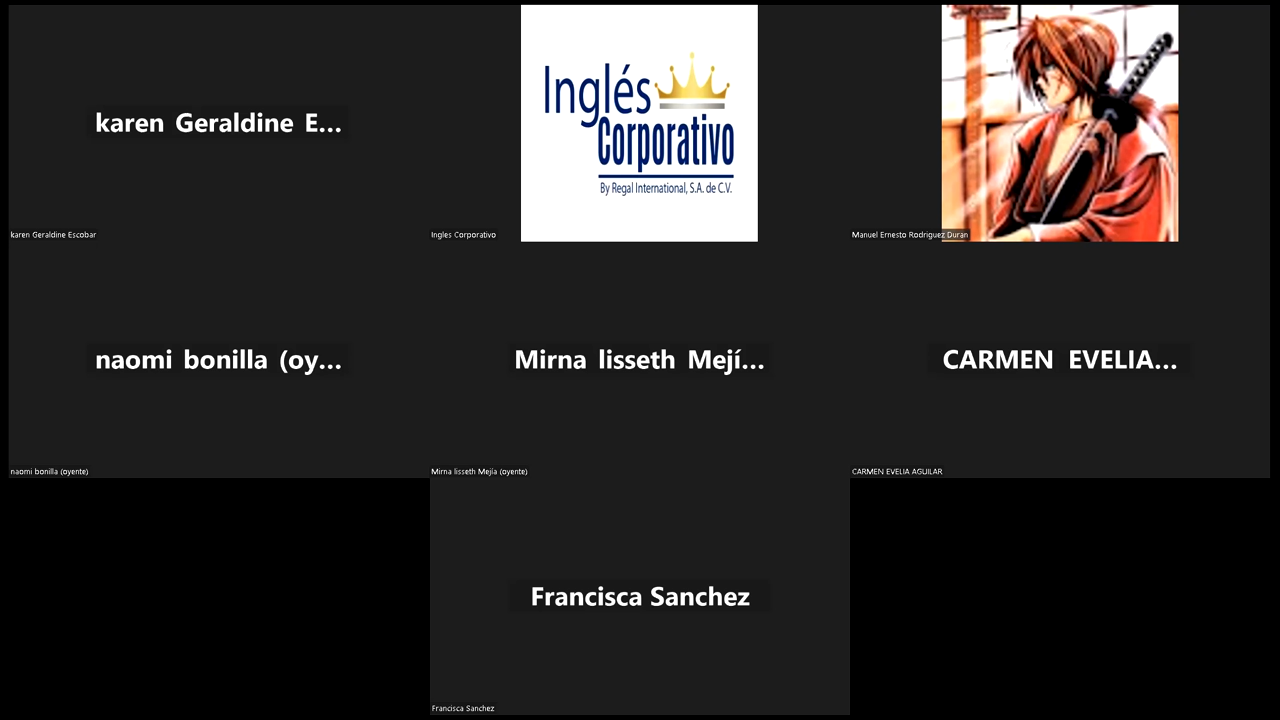 karen Geraldine E...
karen Geraldine Escobar
Inglés
Corporativo
By Regal International, S.A. de C.V.
Ingles Corporativo
Manuel Ernesto Rodriguez Duran
naomi bonilla (oy...
naomi bonilla (oyente)
Mirna lisseth Mejí...
Mirna lisseth Mejía (oyente)
CARMEN EVELIA...
CARMEN EVELIA AGUILAR
Francisca Sanchez
Francisca Sanchez